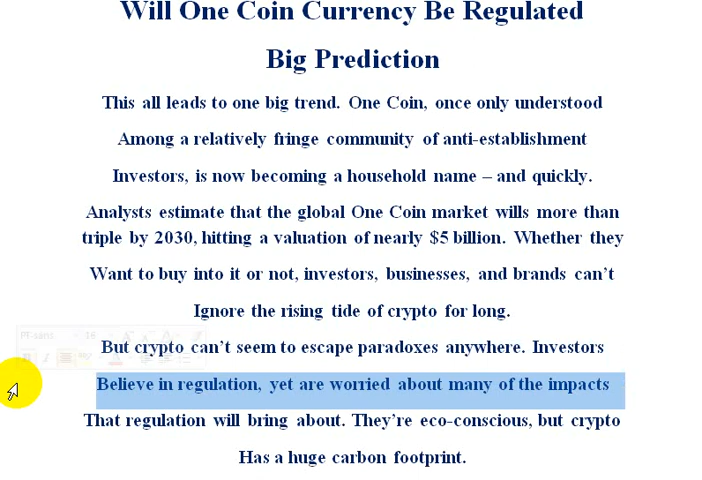 Will One Coin Currency Be Regulated
Big Prediction
This all leads to one big trend. One Coin, once only understood
Among a relatively fringe community of anti-establishment
Investors, is now becoming a household name – and quickly.
Analysts estimate that the global One Coin market wills more than
triple by 2030, hitting a valuation of nearly $5 billion. Whether they
Want to buy into it or not, investors, businesses, and brands can't
Ignore the rising tide of crypto for long.
PT-sans 16
But crypto can't seem to escape paradoxes anywhere. Investors
Believe in regulation, yet are worried about many of the impacts
That regulation will bring about. They're eco-conscious, but crypto
Has a huge carbon footprint.